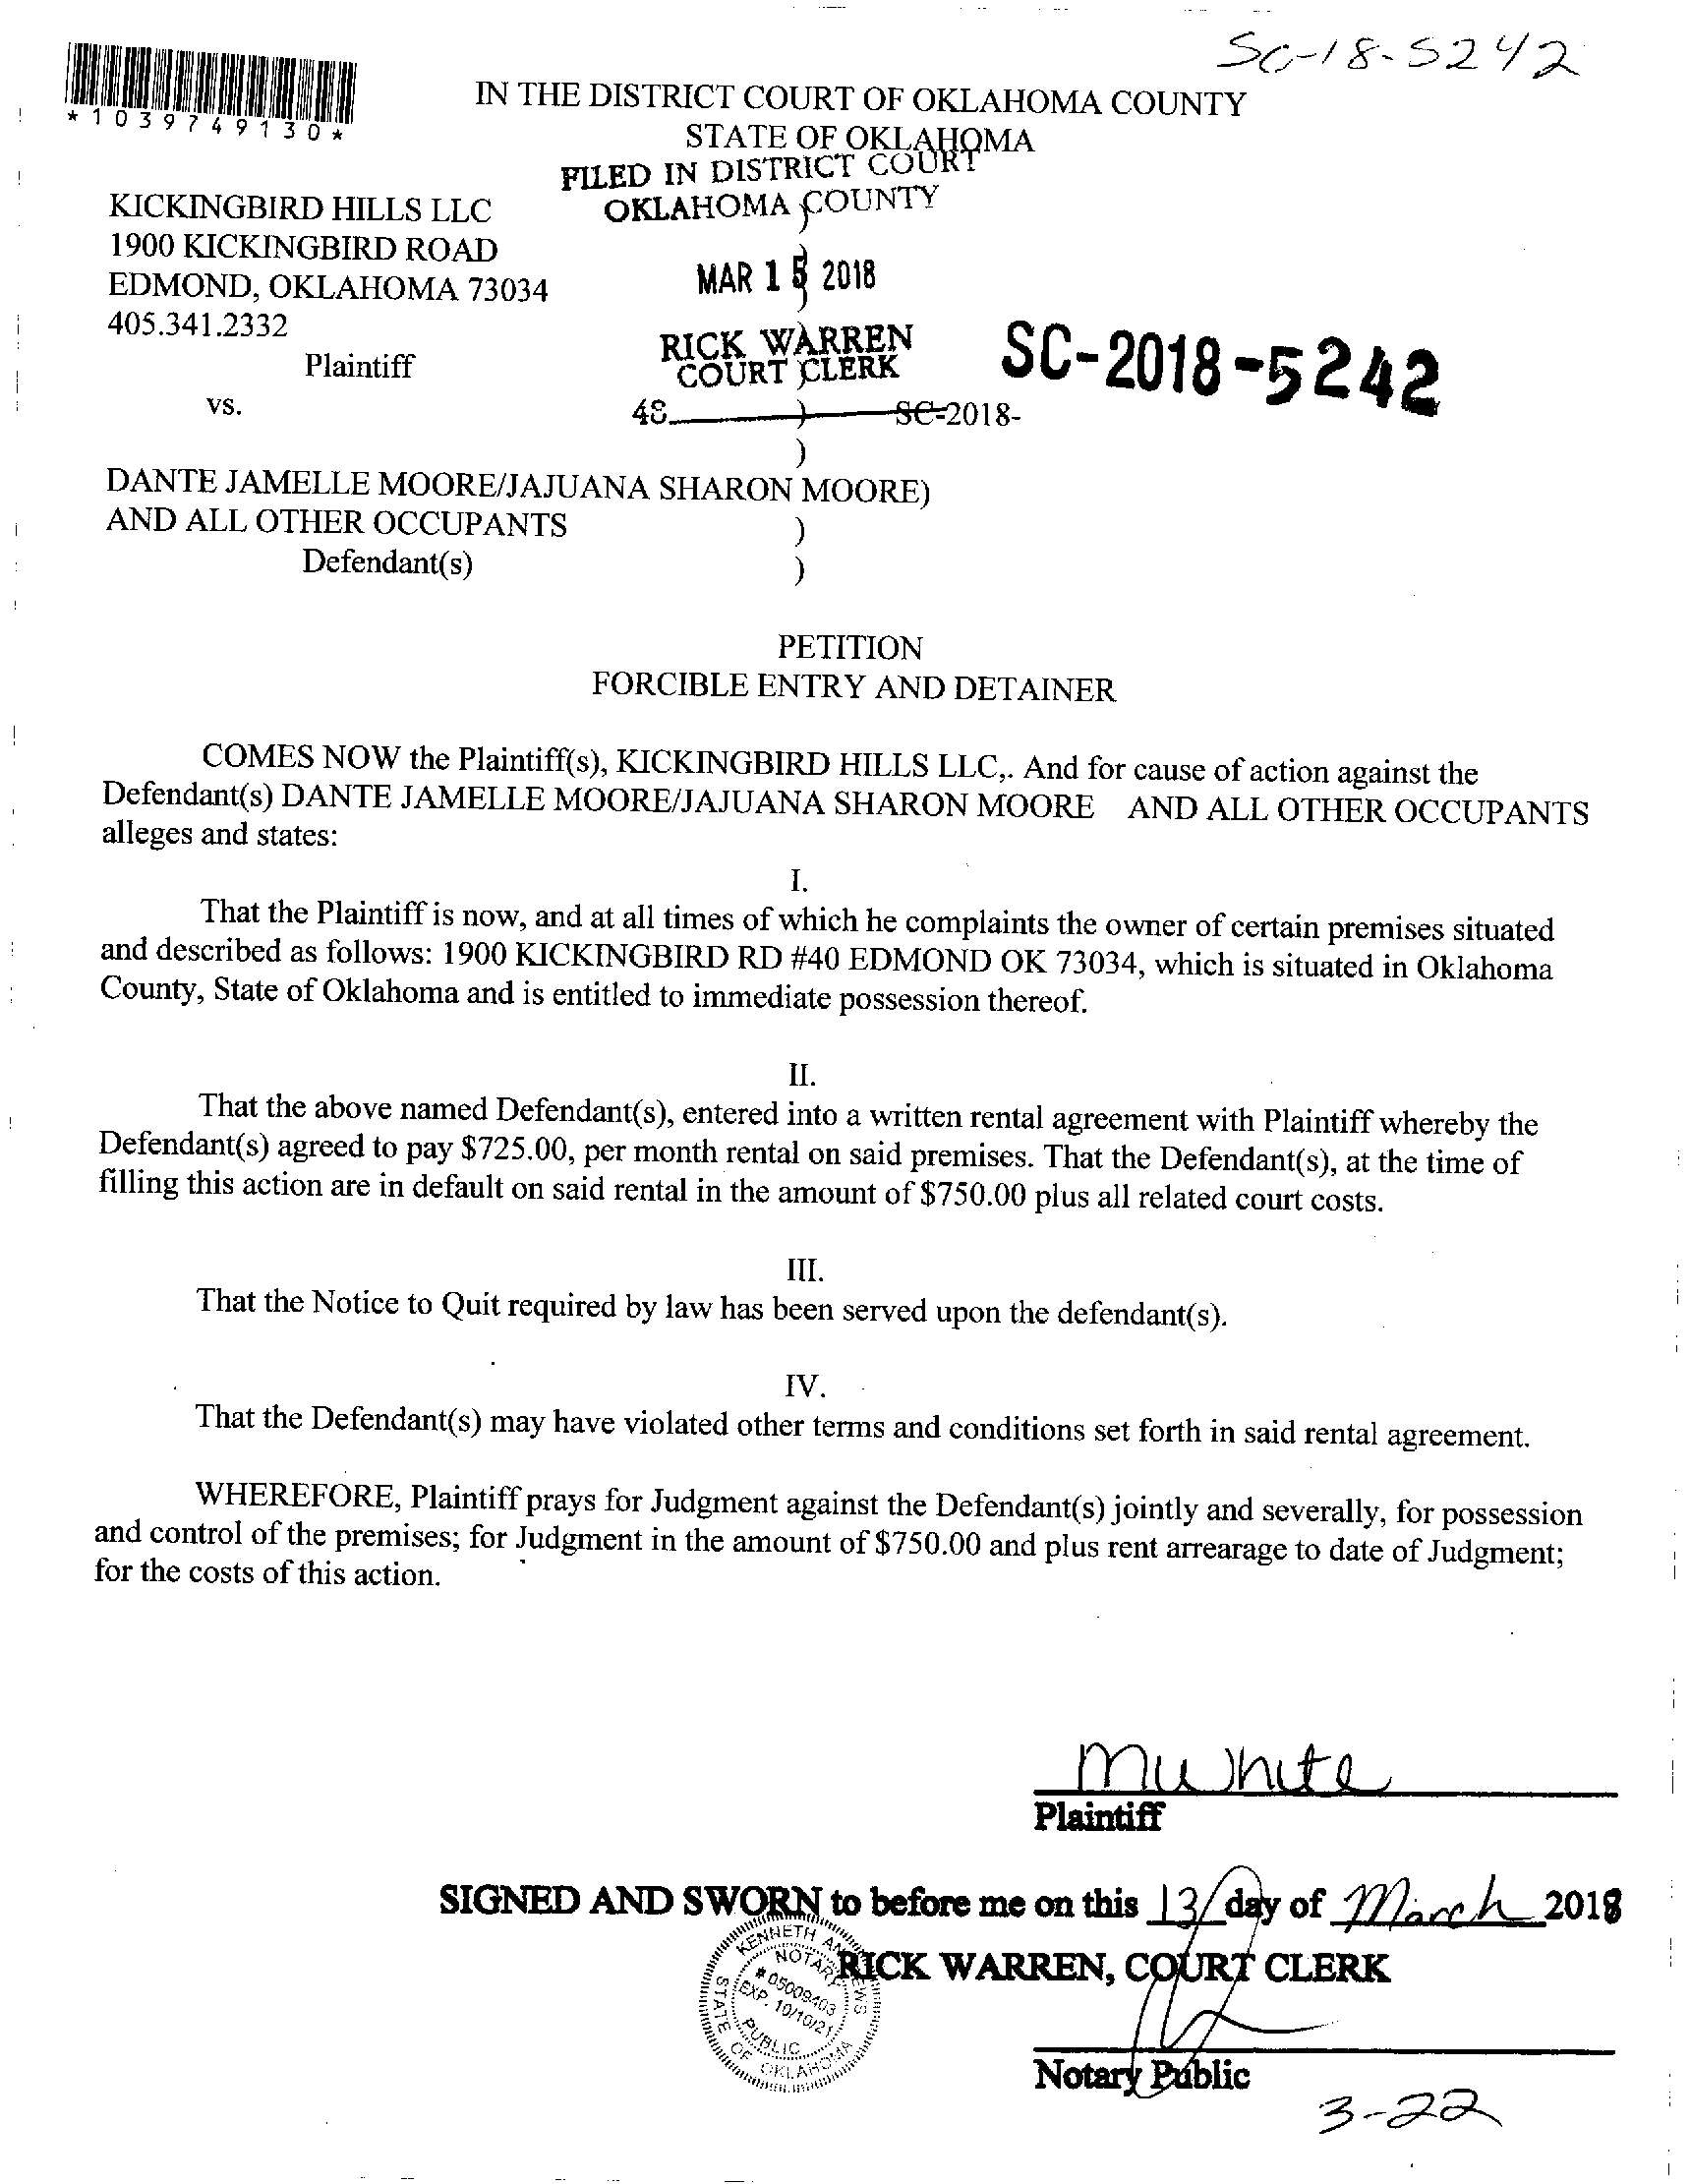 SC-18-5242
*1039749130*
IN THE DISTRICT COURT OF OKLAHOMA COUNTY
STATE OF OKLAHOMA
FILED IN DISTRICT COURT
OKLAHOMA COUNTY
KICKINGBIRD HILLS LLC )
1900 KICKINGBIRD ROAD )
EDMOND, OKLAHOMA 73034 )
MAR 15 2018
405.341.2332
RICK WARREN
COURT CLERK
SC-2018-5242
Plaintiff )
vs. ) SC-2018-
48
)
DANTE JAMELLE MOORE/JAJUANA SHARON MOORE)
AND ALL OTHER OCCUPANTS )
Defendant(s) )
PETITION
FORCIBLE ENTRY AND DETAINER
COMES NOW the Plaintiff(s), KICKINGBIRD HILLS LLC,. And for cause of action against the
Defendant(s) DANTE JAMELLE MOORE/JAJUANA SHARON MOORE AND ALL OTHER OCCUPANTS
alleges and states:
I.
That the Plaintiff is now, and at all times of which he complaints the owner of certain premises situated
and described as follows: 1900 KICKINGBIRD RD #40 EDMOND OK 73034, which is situated in Oklahoma
County, State of Oklahoma and is entitled to immediate possession thereof.
II.
That the above named Defendant(s), entered into a written rental agreement with Plaintiff whereby the
Defendant(s) agreed to pay $725.00, per month rental on said premises. That the Defendant(s), at the time of
filling this action are in default on said rental in the amount of $750.00 plus all related court costs.
III.
That the Notice to Quit required by law has been served upon the defendant(s).
IV.
That the Defendant(s) may have violated other terms and conditions set forth in said rental agreement.
WHEREFORE, Plaintiff prays for Judgment against the Defendant(s) jointly and severally, for possession
and control of the premises; for Judgment in the amount of $750.00 and plus rent arrearage to date of Judgment;
for the costs of this action.
MWhite
Plaintiff
SIGNED AND SWORN to before me on this 13 day of March 2018
RICK WARREN, COURT CLERK
KENNETH ANDREWS
NOTARY
# 05009403
EXP. 10/10/21
PUBLIC
STATE OF OKLAHOMA
Notary Public
3-22